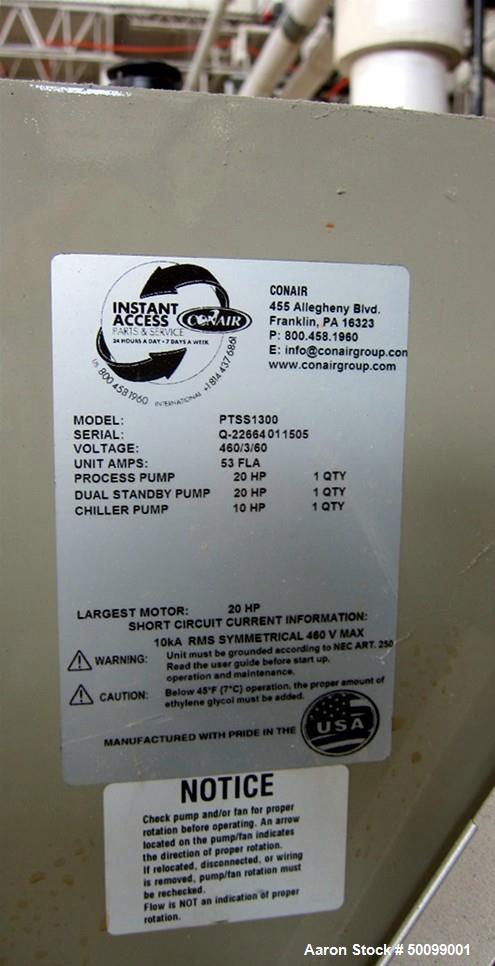 INSTANT
ACCESS
PARTS & SERVICE
24 HOURS A DAY • 7 DAYS A WEEK
CONAIR
US 800 458 1960
INTERNATIONAL +1 814 437 6861
CONAIR
455 Allegheny Blvd.
Franklin, PA 16323
P: 800.458.1960
E: info@conairgroup.com
www.conairgroup.com
MODEL: PTSS1300
SERIAL: Q-22664011505
VOLTAGE: 460/3/60
UNIT AMPS: 53 FLA
PROCESS PUMP 20 HP 1 QTY
DUAL STANDBY PUMP 20 HP 1 QTY
CHILLER PUMP 10 HP 1 QTY
LARGEST MOTOR: 20 HP
SHORT CIRCUIT CURRENT INFORMATION:
10kA RMS SYMMETRICAL 460 V MAX
WARNING: Unit must be grounded according to NEC ART. 250
Read the user guide before start up,
operation and maintenance.
CAUTION: Below 45°F (7°C) operation, the proper amount of
ethylene glycol must be added.
MANUFACTURED WITH PRIDE IN THE
USA
NOTICE
Check pump and/or fan for proper
rotation before operating. An arrow
located on the pump/fan indicates
the direction of proper rotation.
If relocated, disconnected, or wiring
is removed, pump/fan rotation must
be rechecked.
Flow is NOT an indication of proper
rotation.
Aaron Stock # 50099001